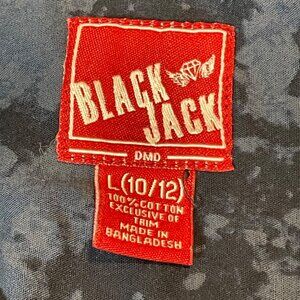 BLACK
JACK
DMD
L (10/12)
100% COTTON
EXCLUSIVE OF
TRIM
MADE IN
BANGLADESH